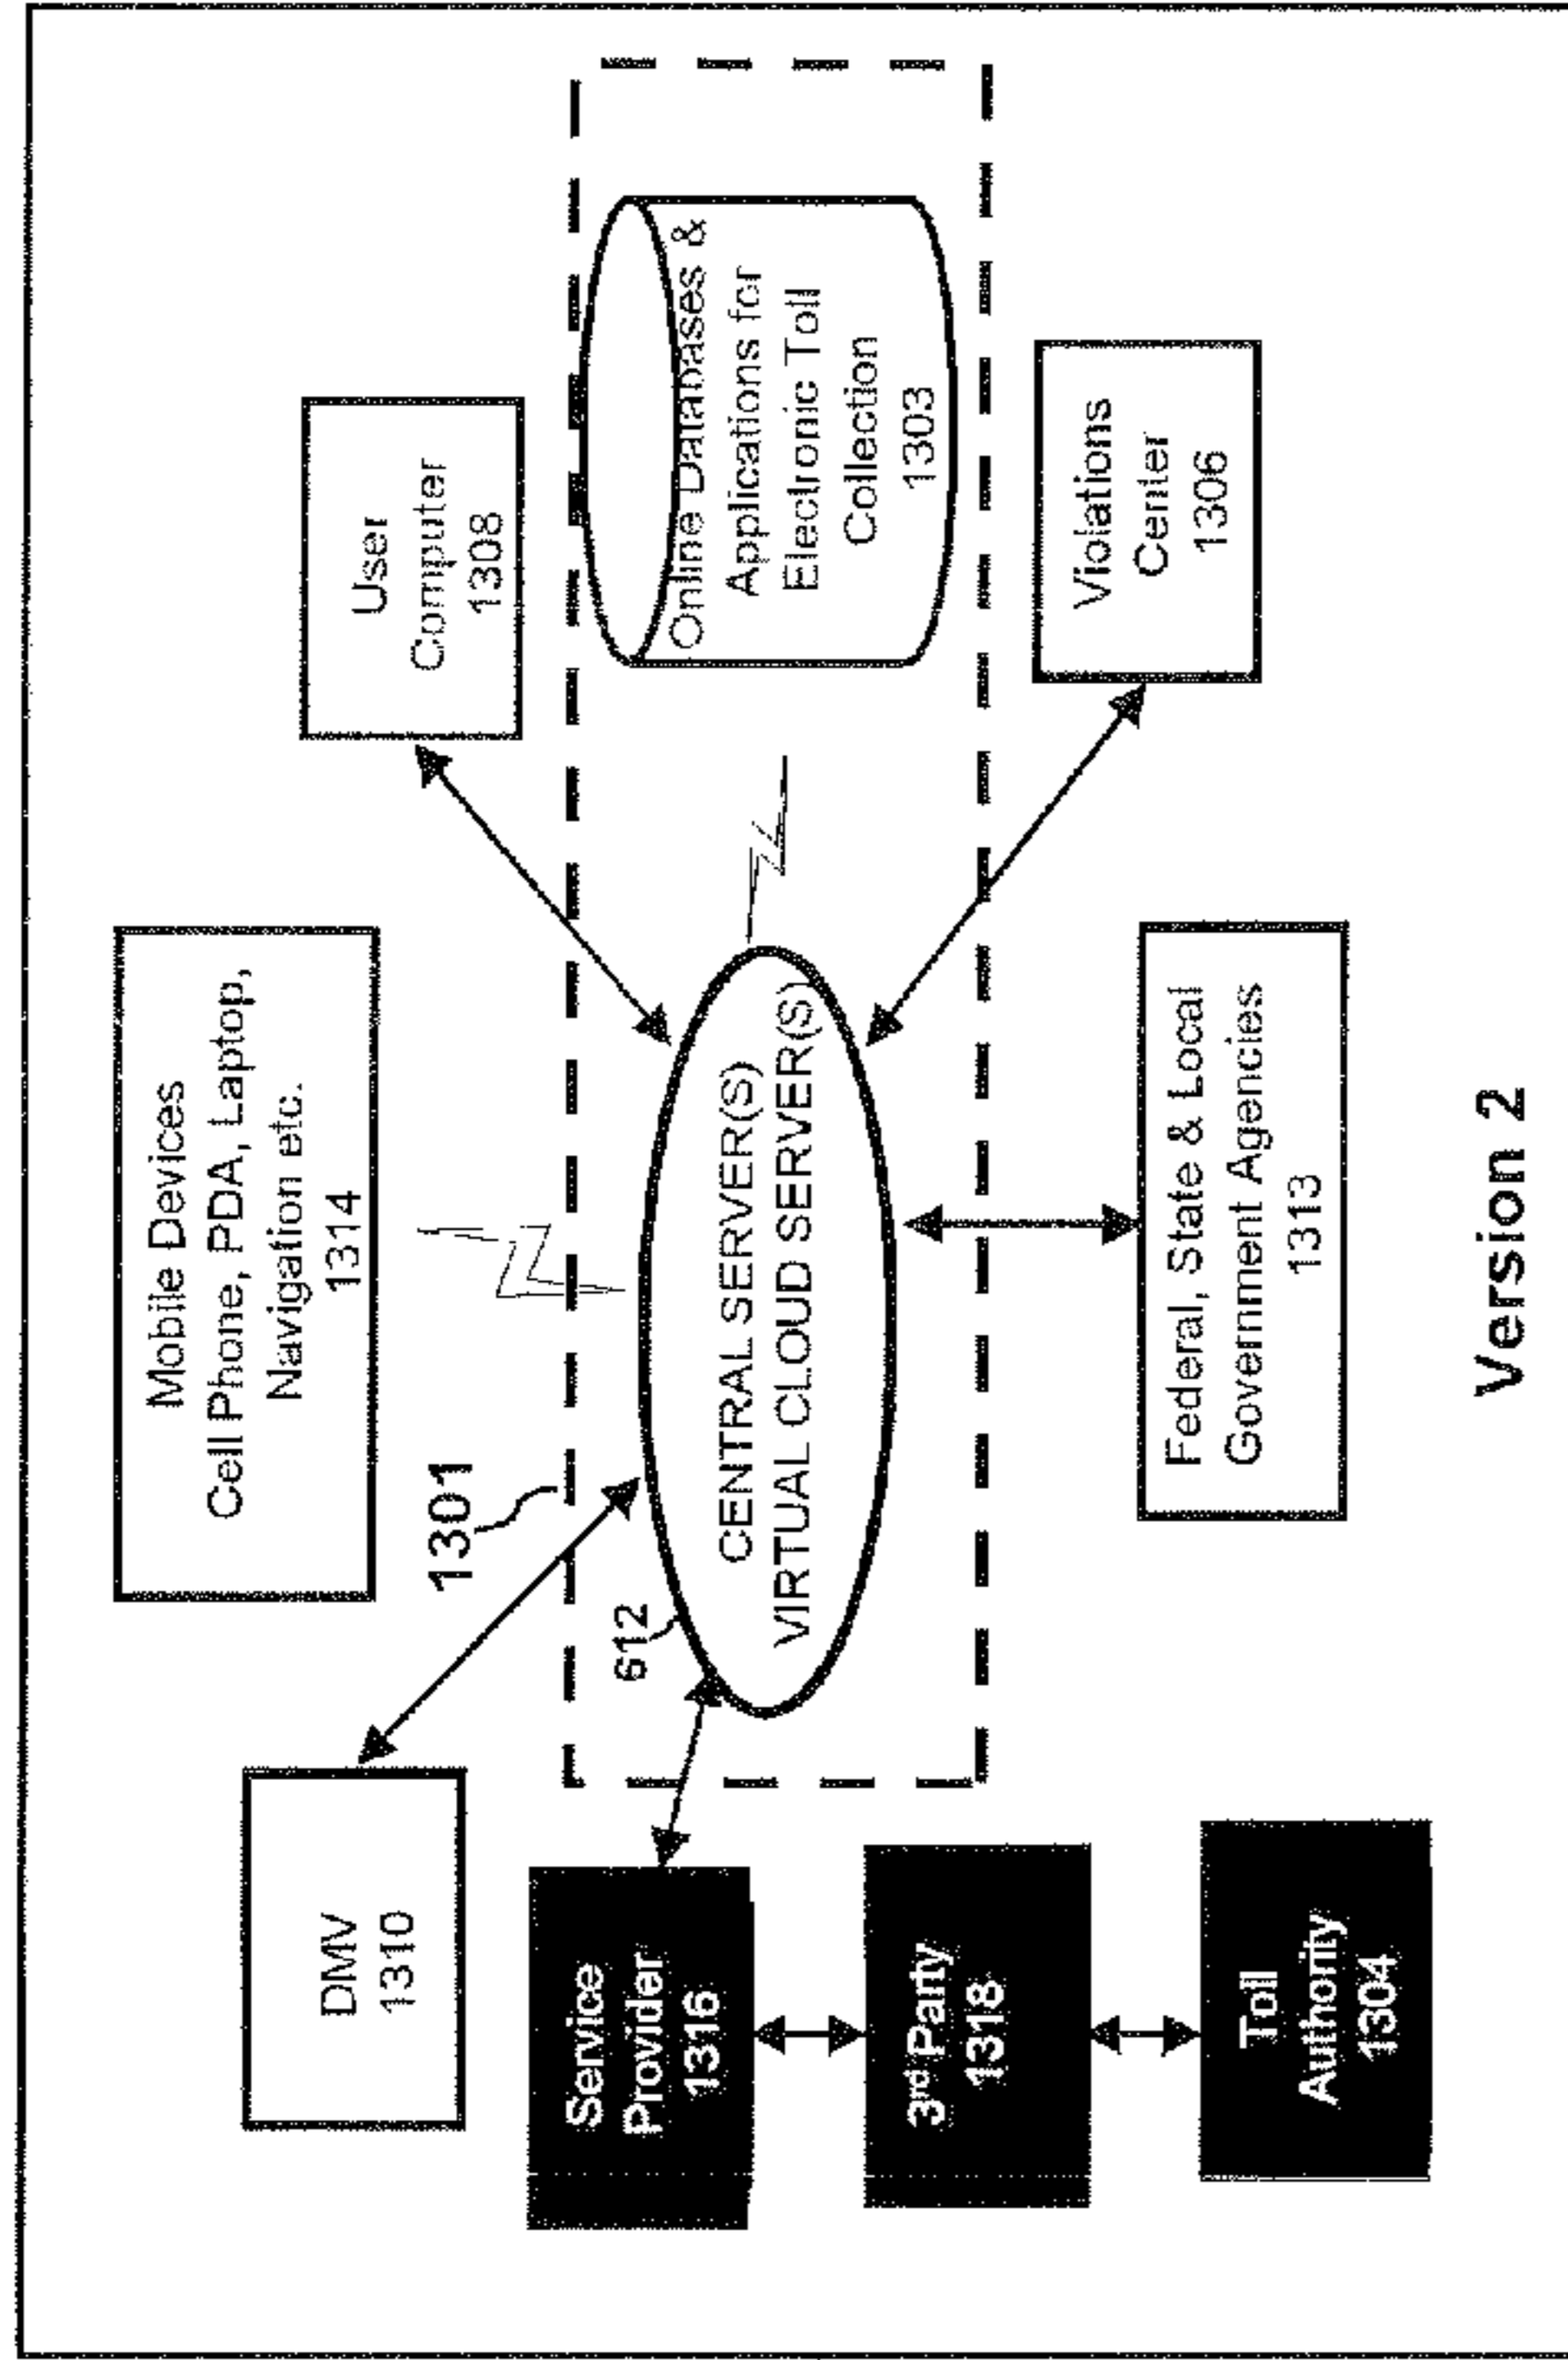 Mobile Devices
Cell Phone, PDA, Laptop,
Navigation etc.
1314
DMV
1310
User
Computer
1308
1301
Service
Provider
1316
612
CENTRAL SERVER(S)
VIRTUAL CLOUD SERVER(S)
Online Databases &
Applications for
Electronic Toll
Collection
1303
3rd Party
1318
Toll
Authority
1304
Federal, State & Local
Government Agencies
1313
Violations
Center
1306
Version 2